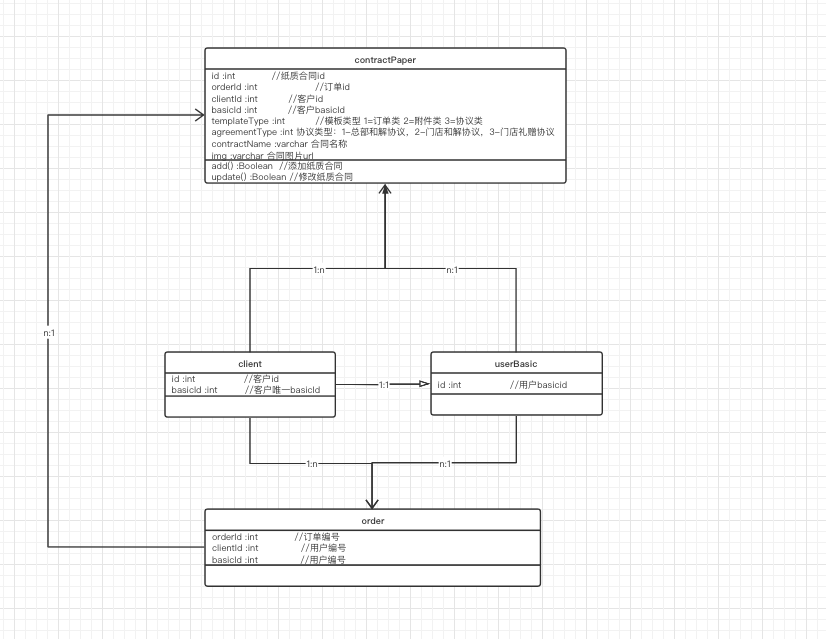 contractPaper
id :int //纸质合同id
orderId :int //订单id
clientId :int //客户id
basicId :int //客户basicId
templateType :int //模板类型 1=订单类 2=附件类 3=协议类
agreementType :int 协议类型：1-总部和解协议，2-门店和解协议，3-门店礼赠协议
contractName :varchar 合同名称
img :varchar 合同图片url
add() :Boolean //添加纸质合同
update() :Boolean //修改纸质合同
1:n
n:1
n:1
client
id :int //客户id
basicId :int //客户唯一basicId
1:1
userBasic
id :int //用户basicid
1:n
n:1
order
orderId :int //订单编号
clientId :int //用户编号
basicId :int //用户编号